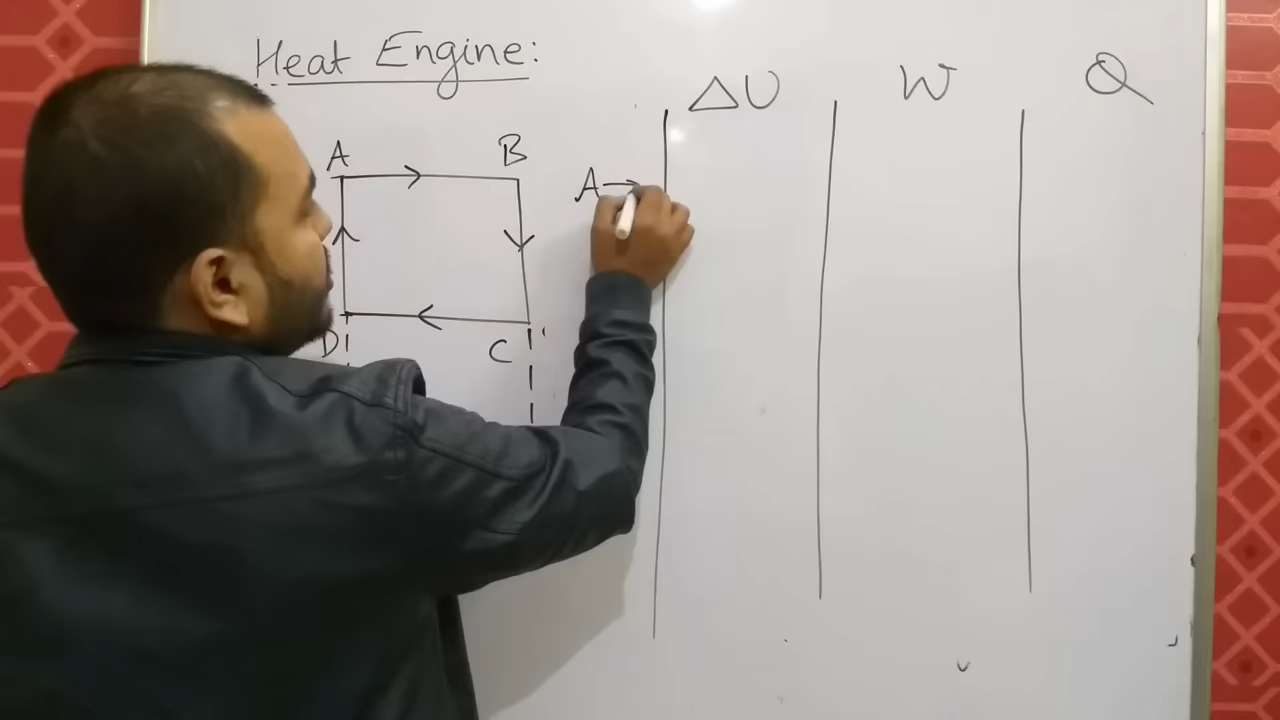 Heat Engine:
ΔU W Q
A B
A→
D C